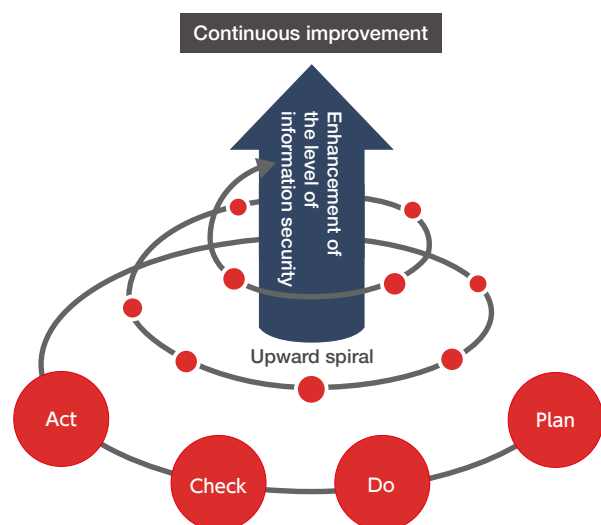 Continuous improvement
Enhancement of
the level of
information security
Upward spiral
Act
Check
Do
Plan